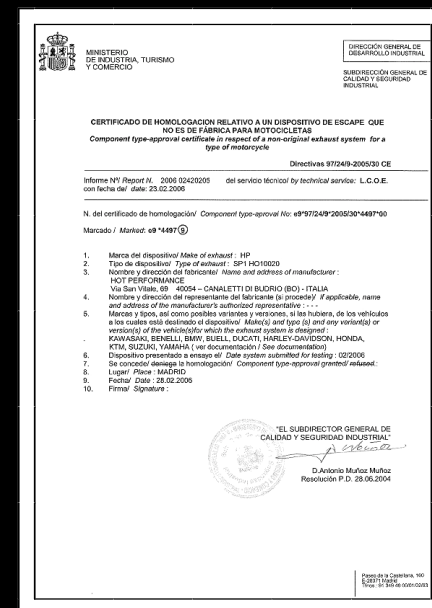 MINISTERIO
DE INDUSTRIA, TURISMO
Y COMERCIO
DIRECCIÓN GENERAL DE
DESARROLLO INDUSTRIAL
SUBDIRECCIÓN GENERAL DE
CALIDAD Y SEGURIDAD
INDUSTRIAL
CERTIFICADO DE HOMOLOGACION RELATIVO A UN DISPOSITIVO DE ESCAPE QUE
NO ES DE FÁBRICA PARA MOTOCICLETAS
Component type-approval certificate in respect of a non-original exhaust system for a
type of motorcycle
Directivas 97/24/9-2005/30 CE
Informe Nº/ Report N. 2006 02420205 del servicio técnico/ by technical service: L.C.O.E.
con fecha de/ date: 23.02.2006
N. del certificado de homologación/ Component type-aproval No: e9*97/24/9*2005/30*4497*00
Marcado / Marked: e9 *4497 9
1. Marca del dispositivo/ Make of exhaust : HP
2. Tipo de dispositivo/ Type of exhaust : SP1 HO10020
3. Nombre y dirección del fabricante/ Name and address of manufacturer :
HOT PERFORMANCE
Via San Vitale, 69 40054 – CANALETTI DI BUDRIO (BO) - ITALIA
4. Nombre y dirección del representante del fabricante (si procede)/ If applicable, name
and address of the manufacturer's authorized representative : - - -
5. Marcas y tipos, así como posibles variantes y versiones, si las hubiera, de los vehículos
a los cuales está destinado el dispositivo/ Make(s) and type (s) and any veriant(s) or
version(s) of the vehicle(s)for which the exhaust system is designed :
. KAWASAKI, BENELLI, BMW, BUELL, DUCATI, HARLEY-DAVIDSON, HONDA,
KTM, SUZUKI, YAMAHA ( ver documentación / See documentation)
6. Dispositivo presentado a ensayo el/ Date system submitted for testing : 02/2006
7. Se concede/ deniega la homologación/ Component type-approval granted/ refused.:
8. Lugar/ Place : MADRID
9. Fecha/ Date : 28.02.2006
10. Firma/ Signature :
"EL SUBDIRECTOR GENERAL DE
CALIDAD Y SEGURIDAD INDUSTRIAL"
D.Antonio Muñoz Muñoz
Resolución P.D. 28.06.2004
Paseo de la Castellana, 160
E-28071 Madrid